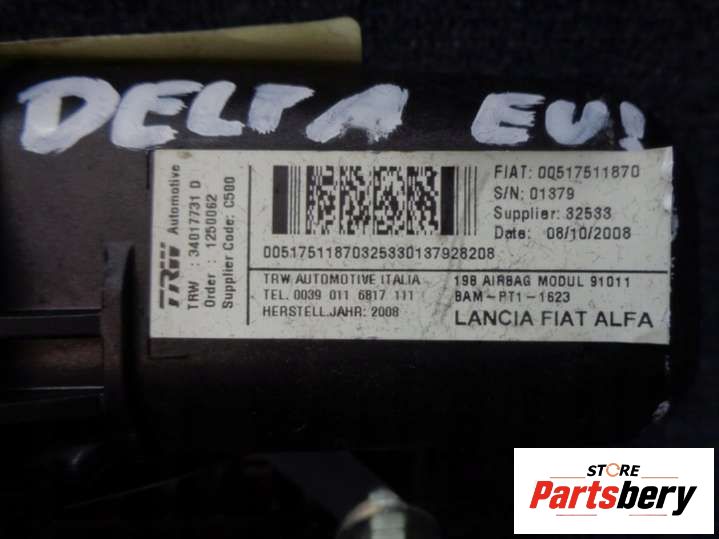 DELTA EU!
TRW Automotive
TRW : 34017731 D
Order : 1250062
Supplier Code: C500
FIAT: 00517511870
S/N: 01379
Supplier: 32533
Date: 08/10/2008
00517511870325330137928208
TRW AUTOMOTIVE ITALIA
TEL. 0039 011 6817 111
HERSTELL.JAHR: 2008
198 AIRBAG MODUL 91011
BAM-PT1-1623
LANCIA FIAT ALFA
STORE
Partsbery